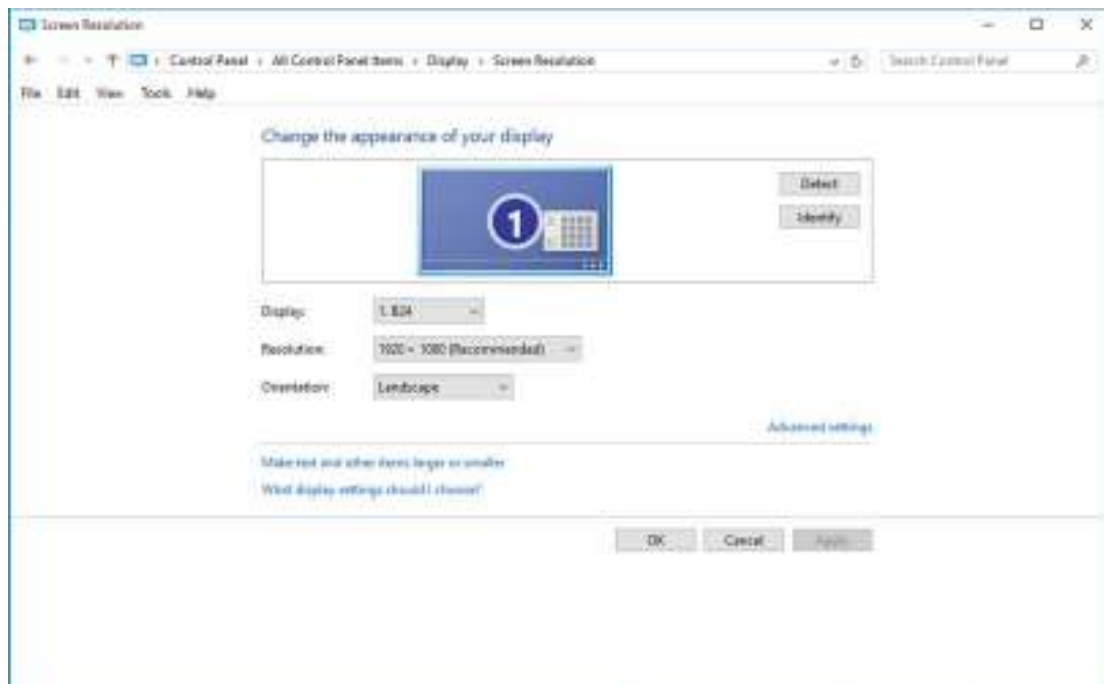 Screen Resolution
Control Panel › All Control Panel Items › Display › Screen Resolution
Search Control Panel
File Edit View Tools Help
Change the appearance of your display
1
Detect
Identify
Display: 1. B24
Resolution: 1920 × 1080 (Recommended)
Orientation: Landscape
Advanced settings
Make text and other items larger or smaller
What display settings should I choose?
OK Cancel Apply